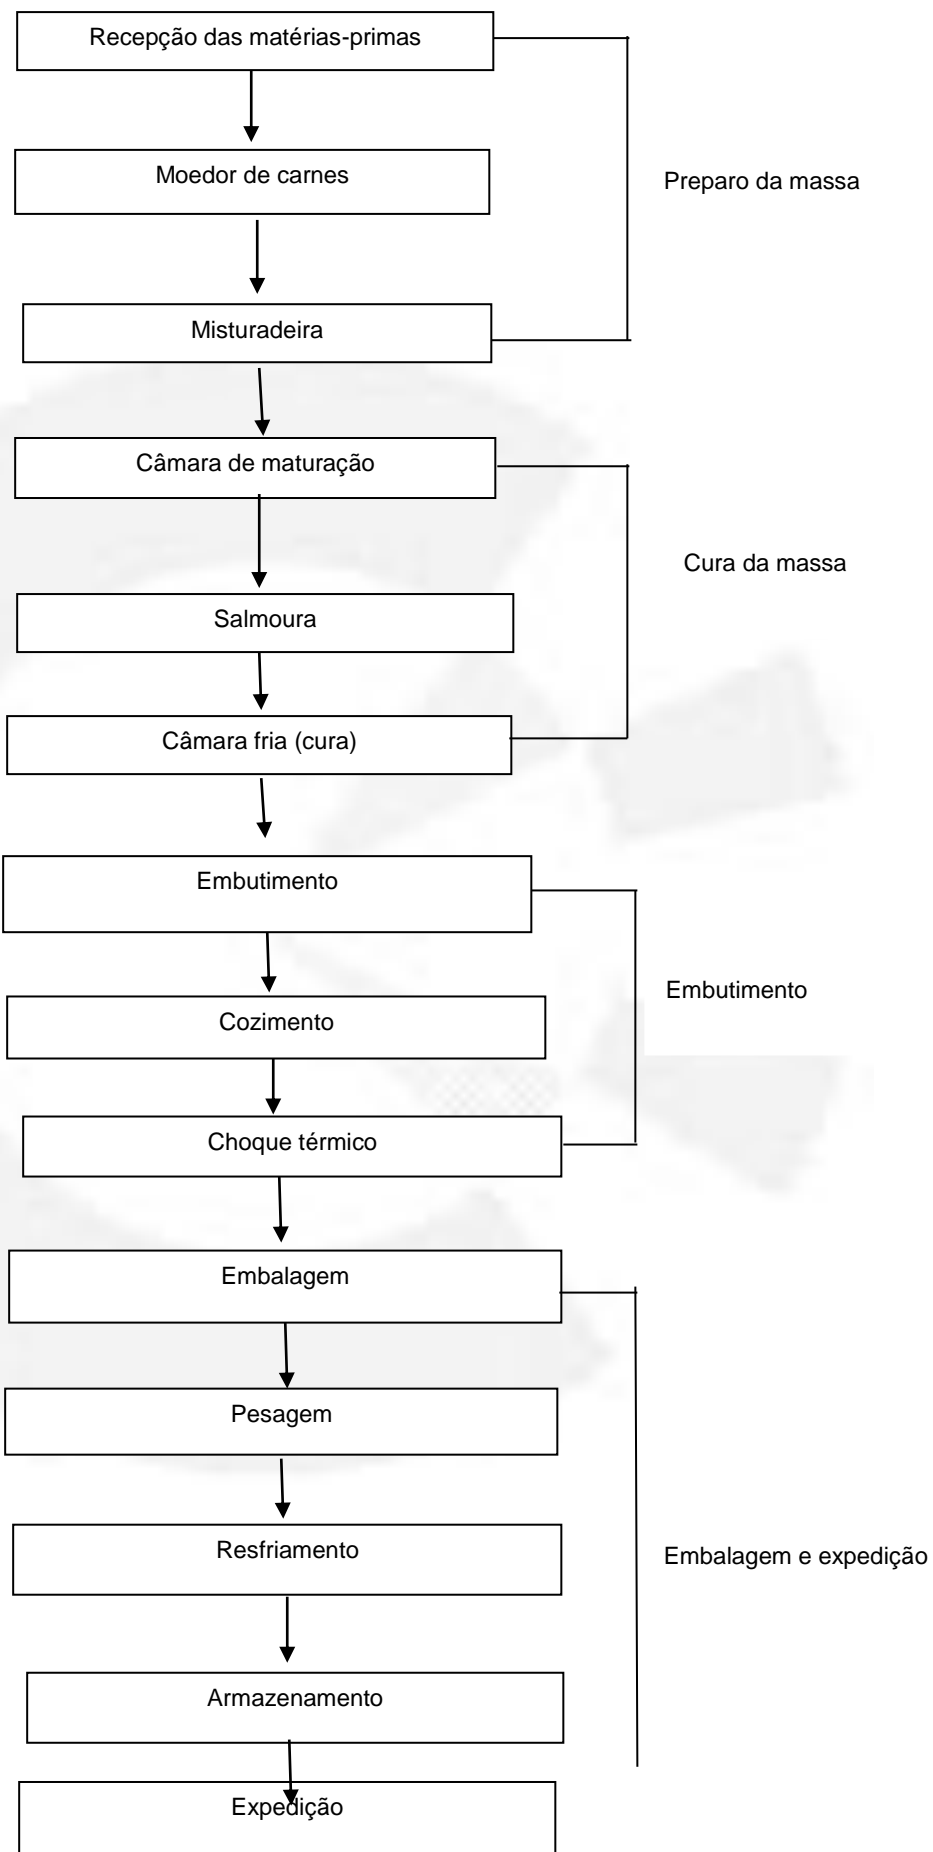 Recepção das matérias-primas
Moedor de carnes
Preparo da massa
Misturadeira
Câmara de maturação
Cura da massa
Salmoura
Câmara fria (cura)
Embutimento
Embutimento
Cozimento
Choque térmico
Embalagem
Pesagem
Resfriamento
Embalagem e expedição
Armazenamento
Expedição